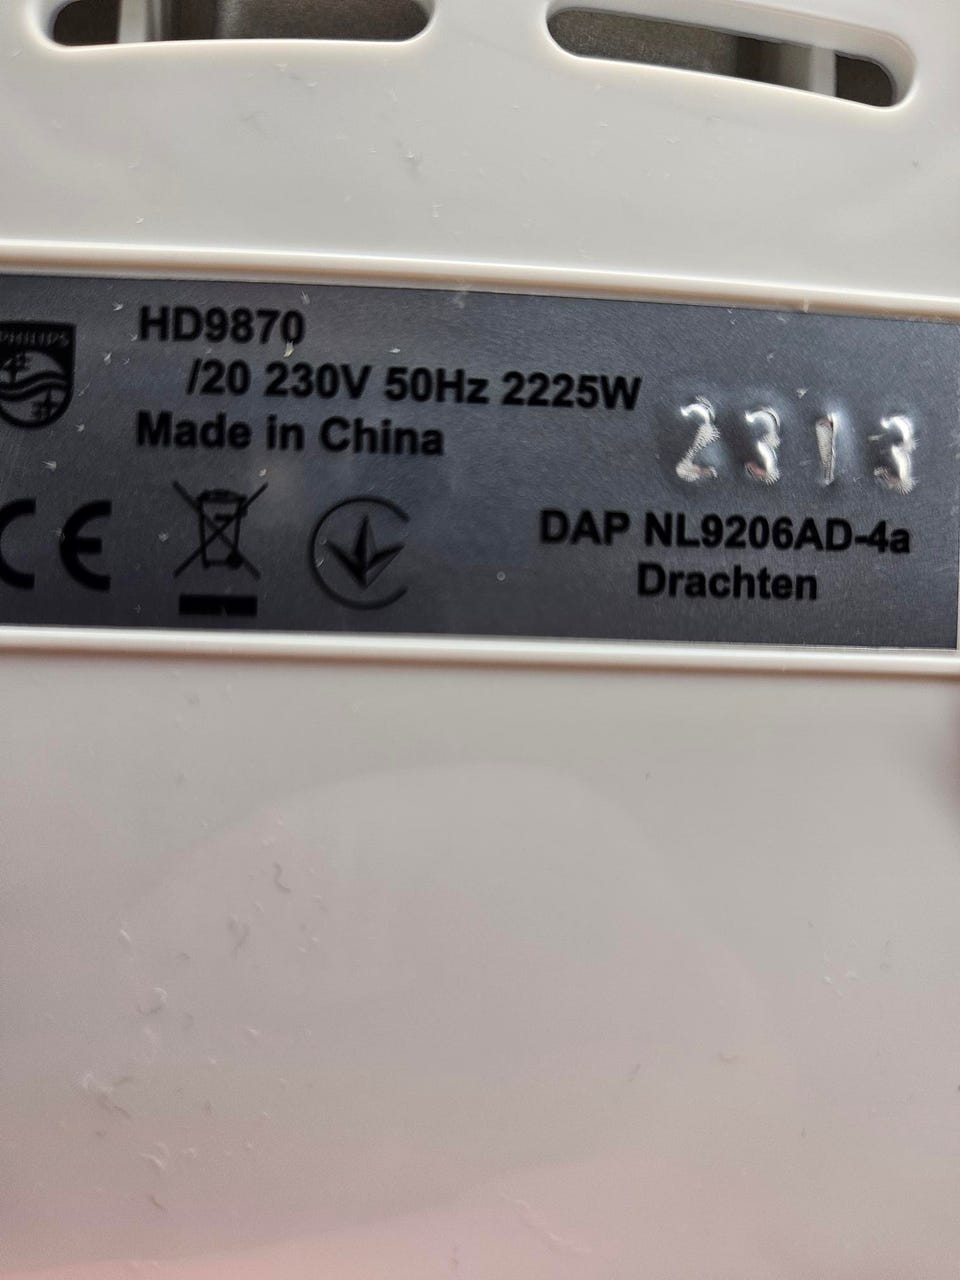 HD9870
/20 230V 50Hz 2225W
Made in China
PHILIPS
2313
CE
DAP NL9206AD-4a
Drachten